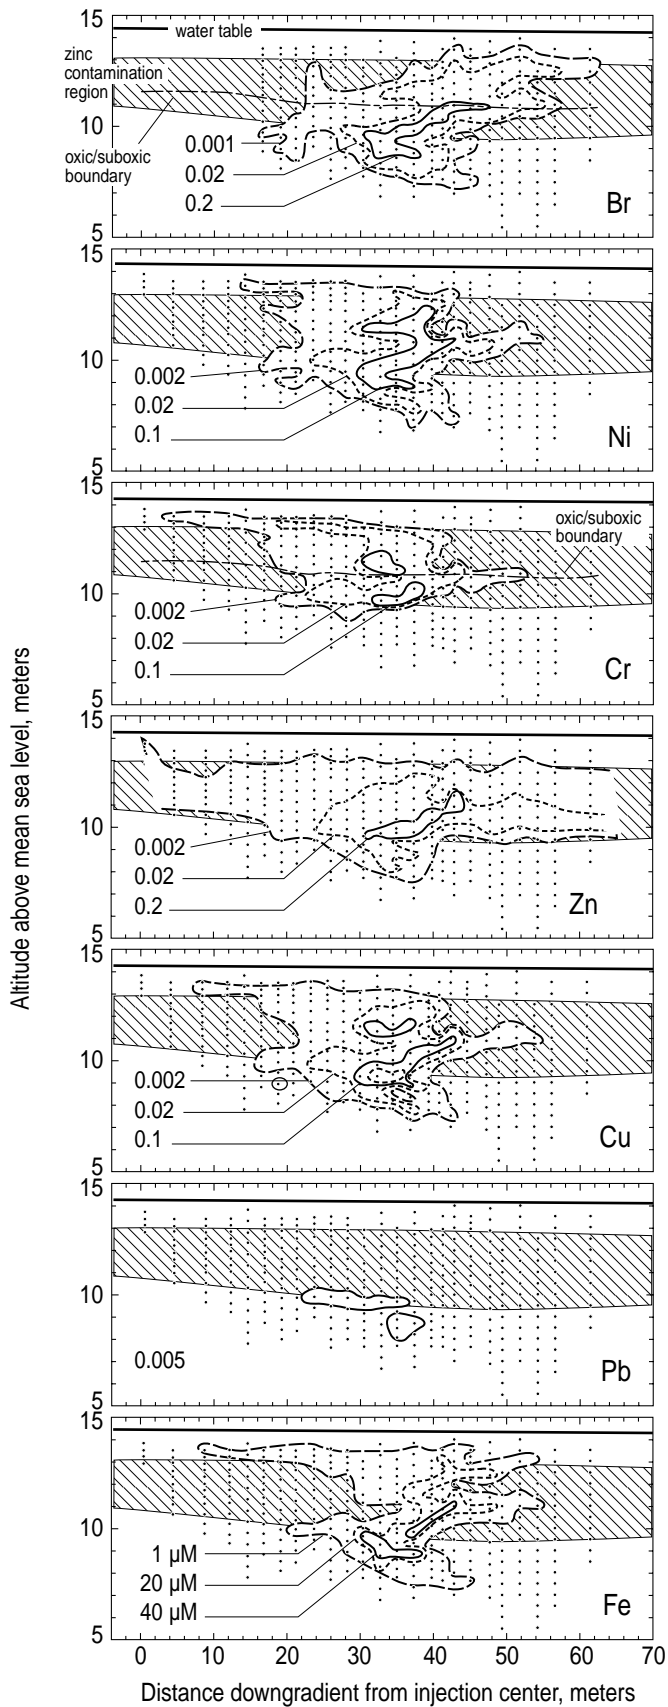 15
water table
zinc
contamination
region
10
0.001
oxic/suboxic
boundary
0.02
0.2
Br
5
15
10
0.002
0.02
0.1
Ni
5
15
oxic/suboxic
boundary
10
0.002
0.02
0.1
Cr
5
Altitude above mean sea level, meters
15
10
0.002
0.02
0.2
Zn
5
15
10
0.002
0.02
0.1
Cu
5
15
10
0.005
Pb
5
15
10
1 µM
20 µM
40 µM
Fe
5
0 10 20 30 40 50 60 70
Distance downgradient from injection center, meters